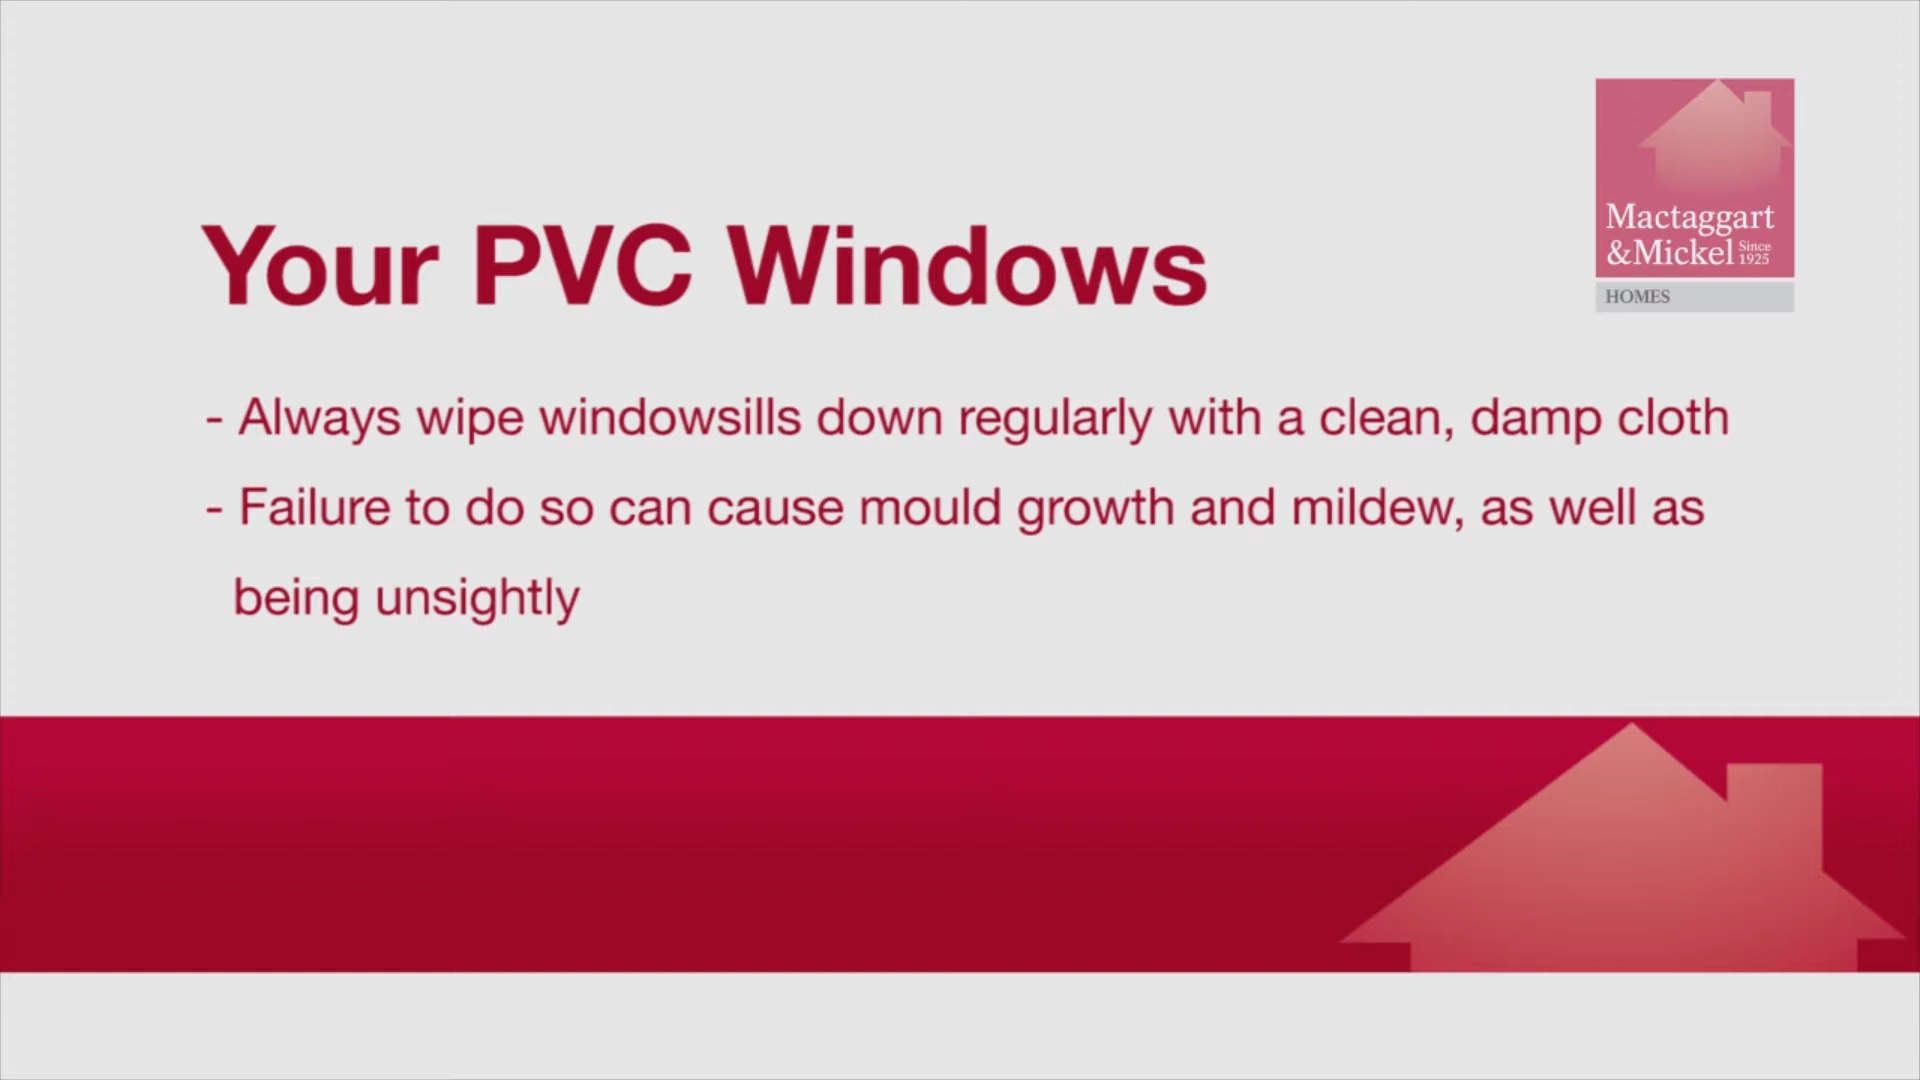 Your PVC Windows
- Always wipe windowsills down regularly with a clean, damp cloth
- Failure to do so can cause mould growth and mildew, as well as
being unsightly
Mactaggart
&Mickel Since 1925
HOMES